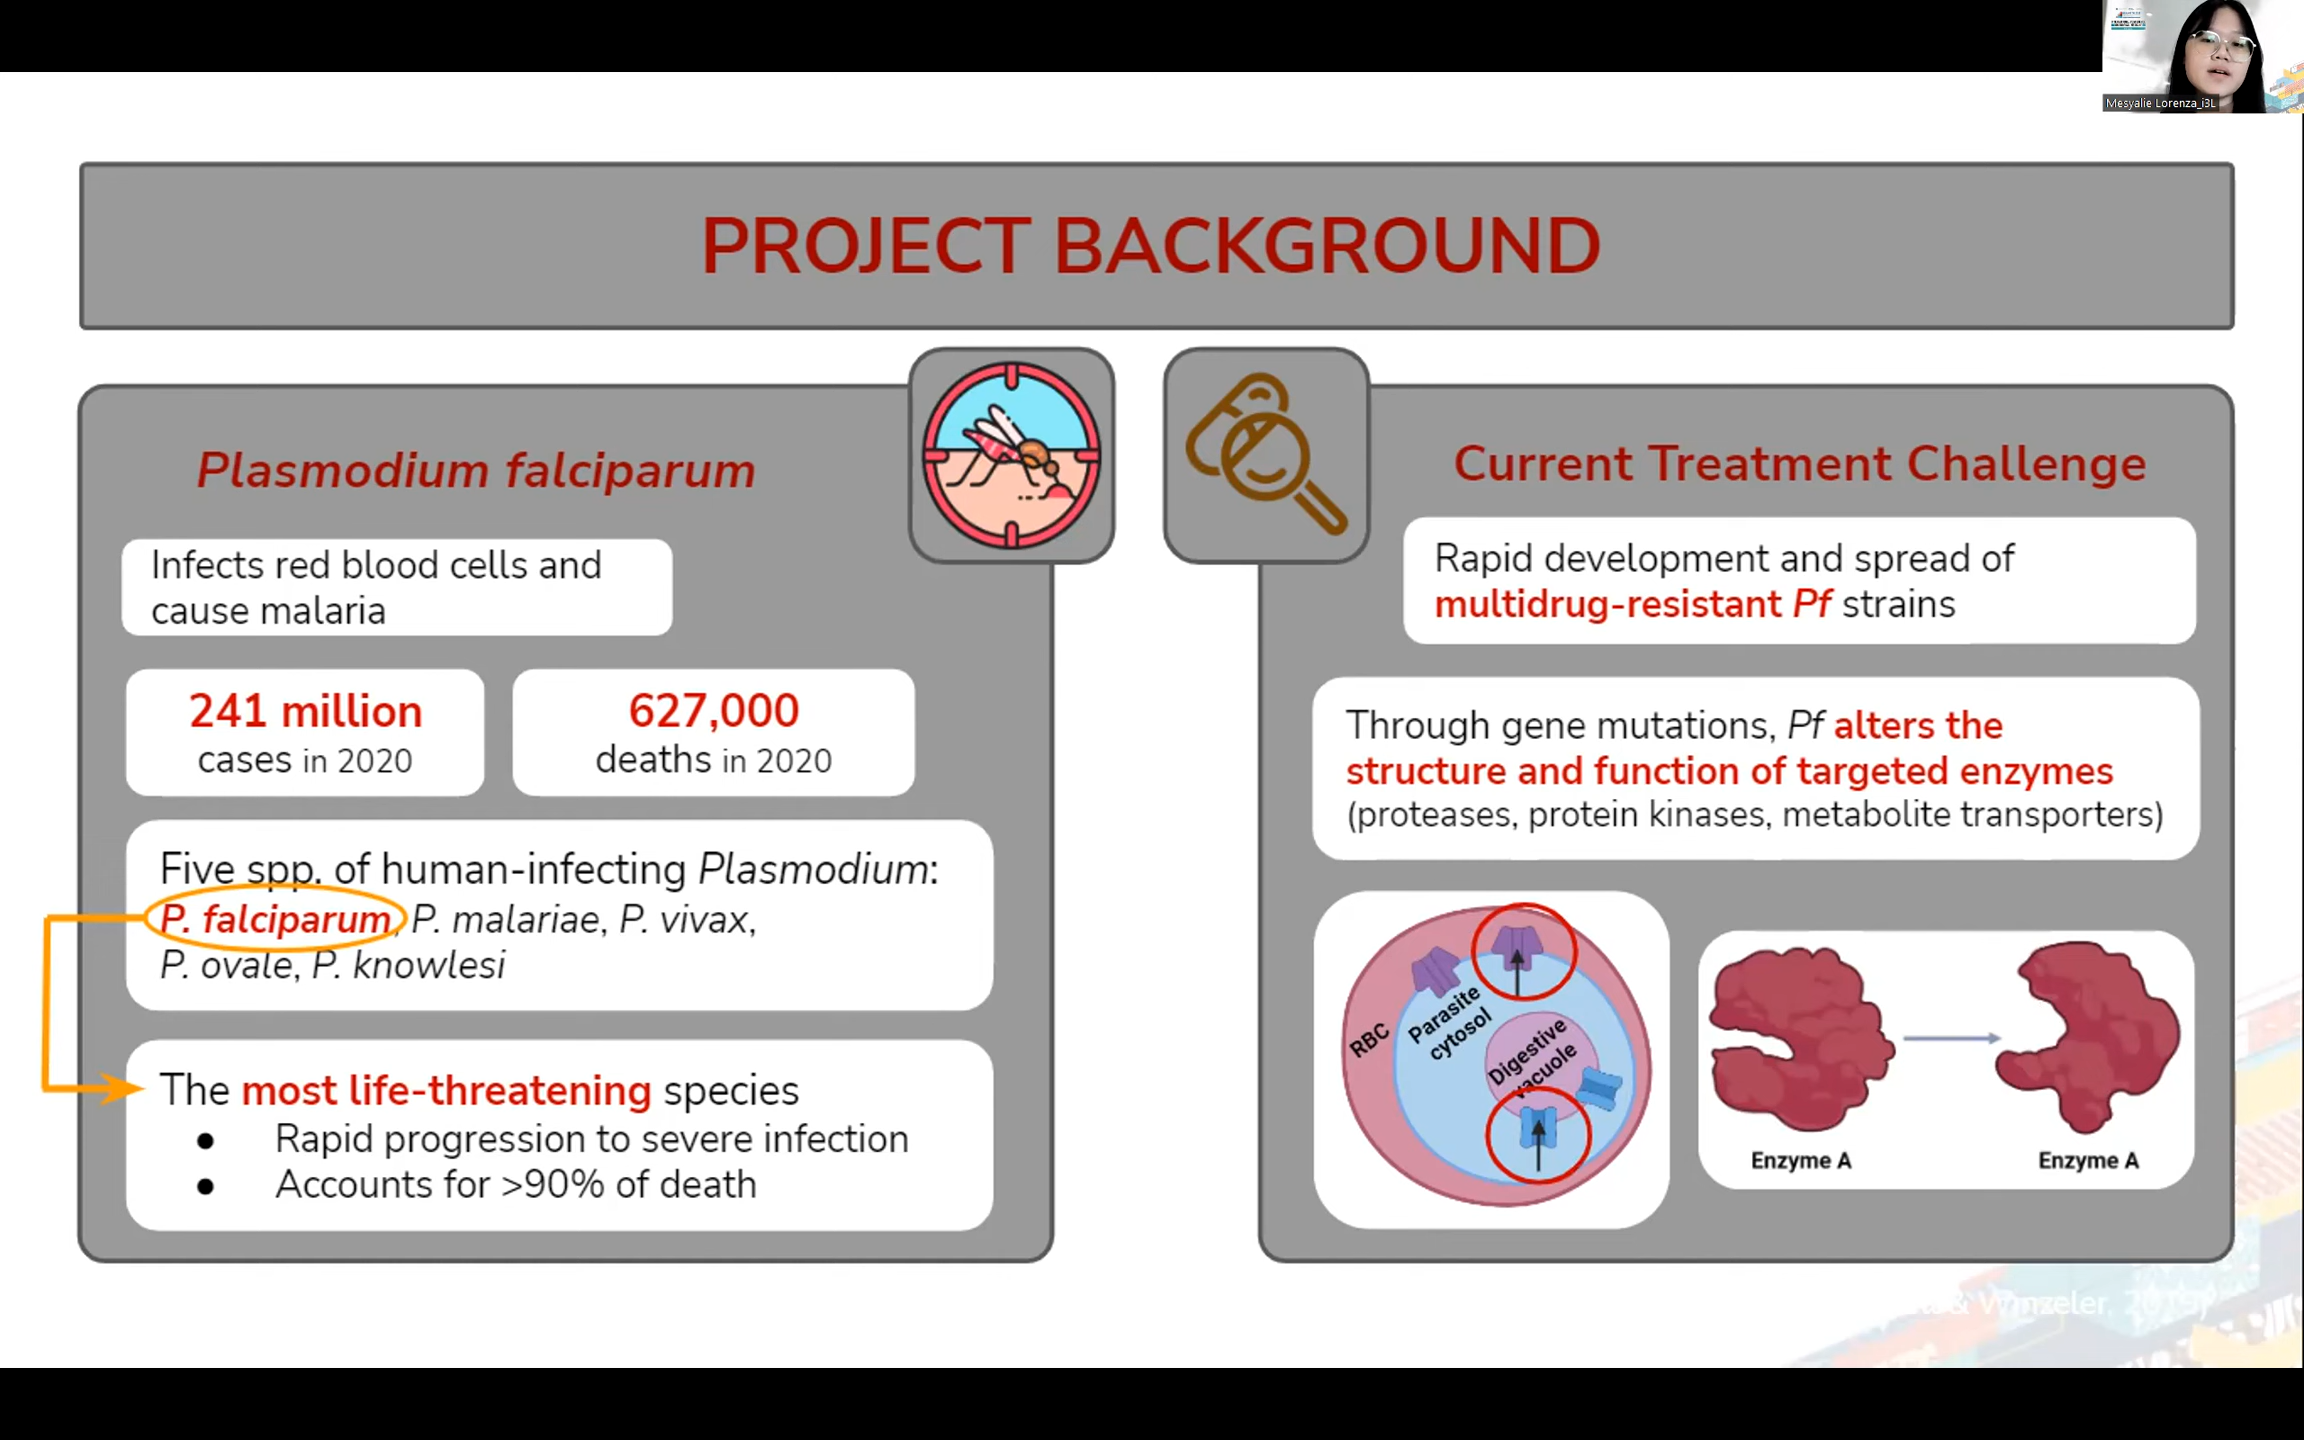 Mesyalie Lorenza_i3L
PROJECT BACKGROUND
Plasmodium falciparum
Infects red blood cells and
cause malaria
241 million
cases in 2020
627,000
deaths in 2020
Five spp. of human-infecting Plasmodium:
P. falciparum, P. malariae, P. vivax,
P. ovale, P. knowlesi
The most life-threatening species
● Rapid progression to severe infection
● Accounts for >90% of death
Current Treatment Challenge
Rapid development and spread of
multidrug-resistant Pf strains
Through gene mutations, Pf alters the
structure and function of targeted enzymes
(proteases, protein kinases, metabolite transporters)
RBC
Parasite
cytosol
Digestive
vacuole
Enzyme A
Enzyme A
& Winzeler, 2019)